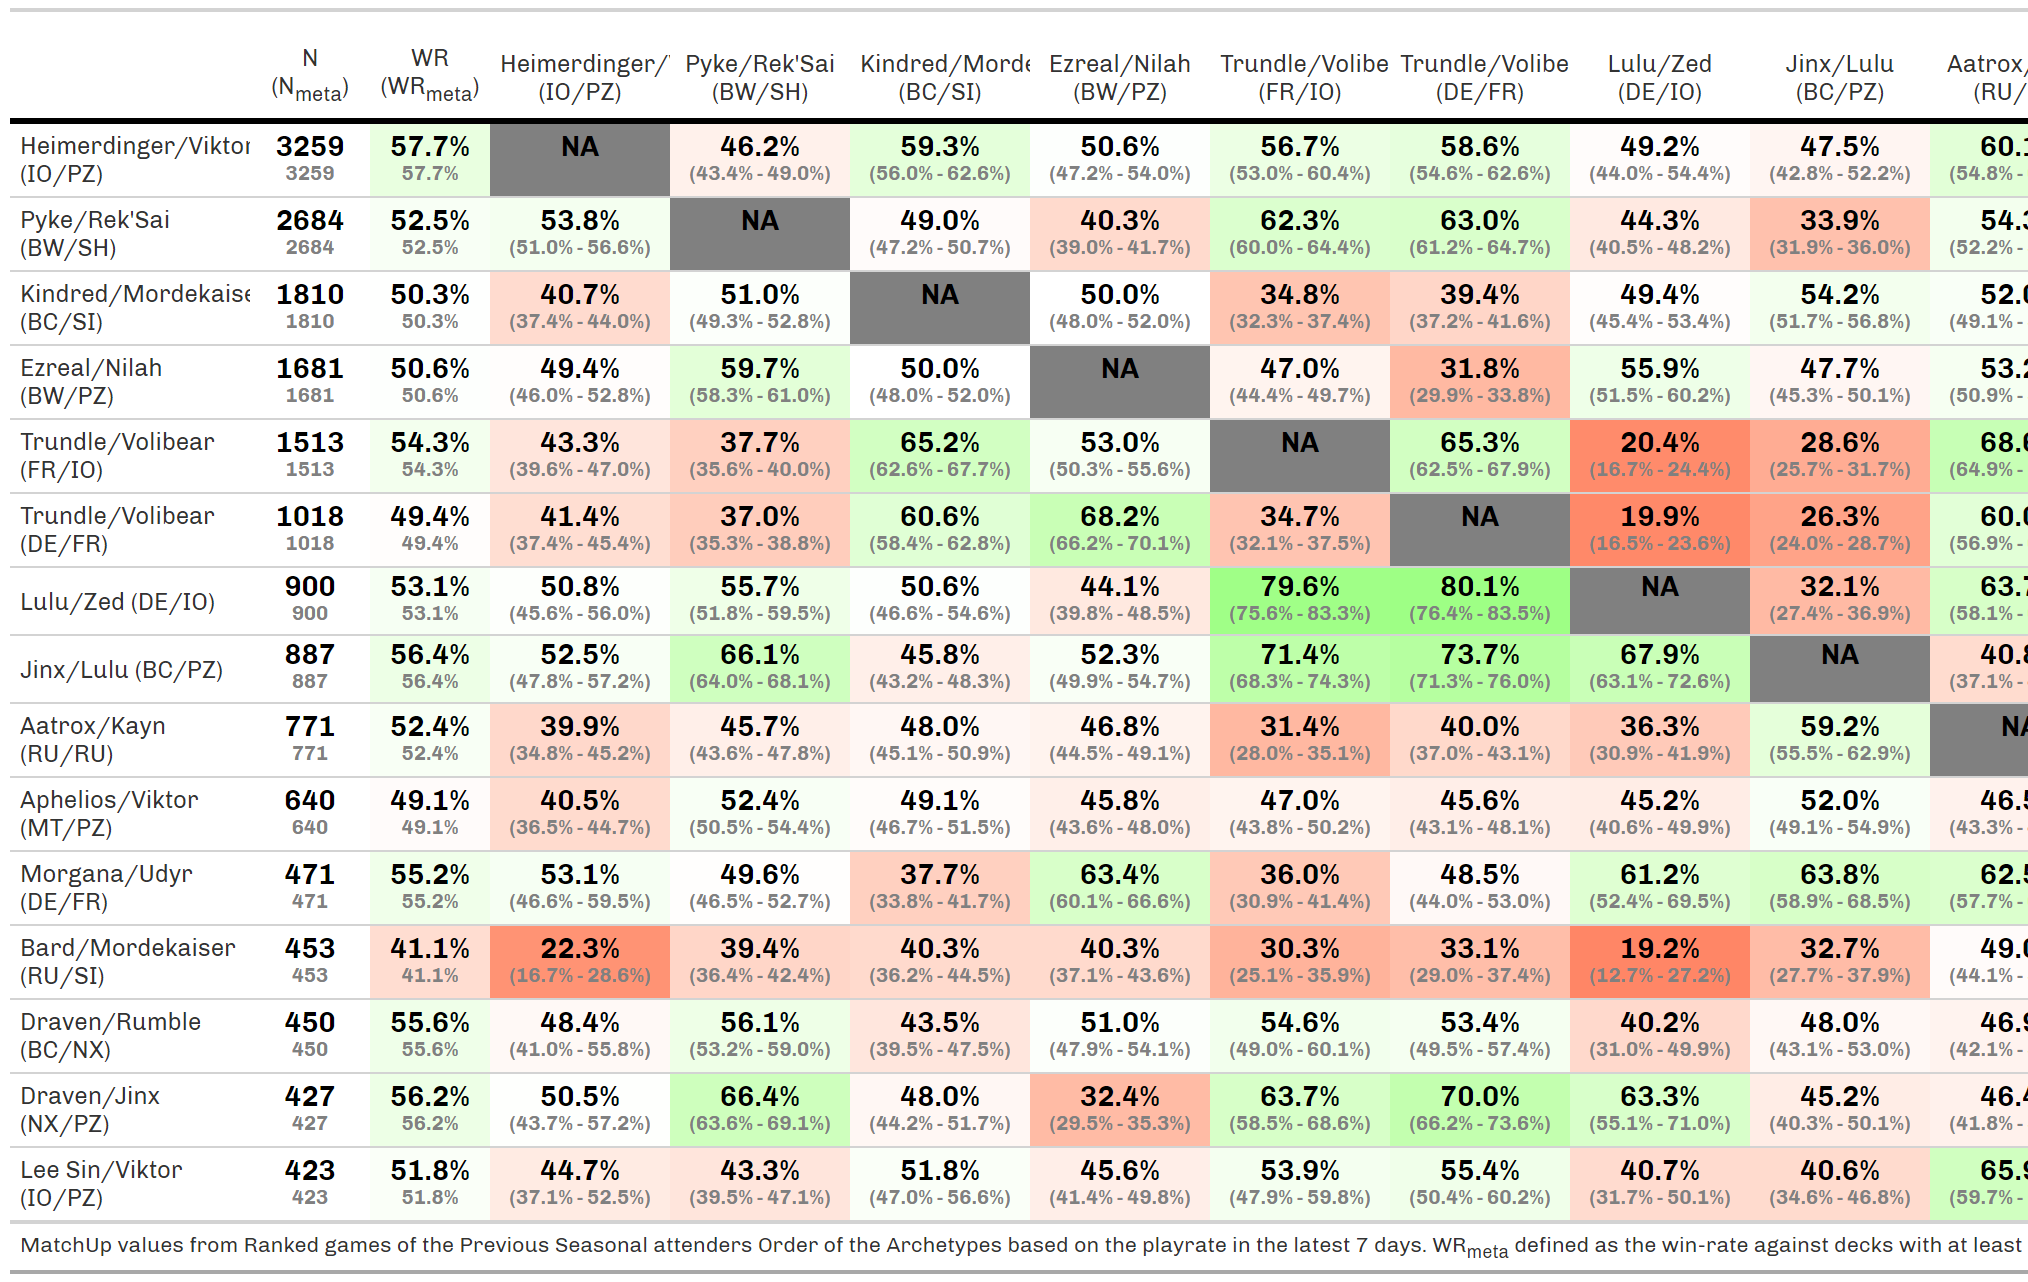 N WR Heimerdinger/ Pyke/Rek'Sai Kindred/Morde Ezreal/Nilah Trundle/Volibe Trundle/Volibe Lulu/Zed Jinx/Lulu Aatrox/
(Nmeta) (WRmeta) (IO/PZ) (BW/SH) (BC/SI) (BW/PZ) (FR/IO) (DE/FR) (DE/IO) (BC/PZ) (RU/
Heimerdinger/Viktor 3259 57.7% NA 46.2% 59.3% 50.6% 56.7% 58.6% 49.2% 47.5% 60.1
(IO/PZ) 3259 57.7% (43.4% - 49.0%) (56.0% - 62.6%) (47.2% - 54.0%) (53.0% - 60.4%) (54.6% - 62.6%) (44.0% - 54.4%) (42.8% - 52.2%) (54.8% -
Pyke/Rek'Sai 2684 52.5% 53.8% NA 49.0% 40.3% 62.3% 63.0% 44.3% 33.9% 54.3
(BW/SH) 2684 52.5% (51.0% - 56.6%) (47.2% - 50.7%) (39.0% - 41.7%) (60.0% - 64.4%) (61.2% - 64.7%) (40.5% - 48.2%) (31.9% - 36.0%) (52.2% -
Kindred/Mordekaise 1810 50.3% 40.7% 51.0% NA 50.0% 34.8% 39.4% 49.4% 54.2% 52.0
(BC/SI) 1810 50.3% (37.4% - 44.0%) (49.3% - 52.8%) (48.0% - 52.0%) (32.3% - 37.4%) (37.2% - 41.6%) (45.4% - 53.4%) (51.7% - 56.8%) (49.1% -
Ezreal/Nilah 1681 50.6% 49.4% 59.7% 50.0% NA 47.0% 31.8% 55.9% 47.7% 53.2
(BW/PZ) 1681 50.6% (46.0% - 52.8%) (58.3% - 61.0%) (48.0% - 52.0%) (44.4% - 49.7%) (29.9% - 33.8%) (51.5% - 60.2%) (45.3% - 50.1%) (50.9% -
Trundle/Volibear 1513 54.3% 43.3% 37.7% 65.2% 53.0% NA 65.3% 20.4% 28.6% 68.6
(FR/IO) 1513 54.3% (39.6% - 47.0%) (35.6% - 40.0%) (62.6% - 67.7%) (50.3% - 55.6%) (62.5% - 67.9%) (16.7% - 24.4%) (25.7% - 31.7%) (64.9% -
Trundle/Volibear 1018 49.4% 41.4% 37.0% 60.6% 68.2% 34.7% NA 19.9% 26.3% 60.0
(DE/FR) 1018 49.4% (37.4% - 45.4%) (35.3% - 38.8%) (58.4% - 62.8%) (66.2% - 70.1%) (32.1% - 37.5%) (16.5% - 23.6%) (24.0% - 28.7%) (56.9% -
Lulu/Zed (DE/IO) 900 53.1% 50.8% 55.7% 50.6% 44.1% 79.6% 80.1% NA 32.1% 63.7
900 53.1% (45.6% - 56.0%) (51.8% - 59.5%) (46.6% - 54.6%) (39.8% - 48.5%) (75.6% - 83.3%) (76.4% - 83.5%) (27.4% - 36.9%) (58.1% -
Jinx/Lulu (BC/PZ) 887 56.4% 52.5% 66.1% 45.8% 52.3% 71.4% 73.7% 67.9% NA 40.8
887 56.4% (47.8% - 57.2%) (64.0% - 68.1%) (43.2% - 48.3%) (49.9% - 54.7%) (68.3% - 74.3%) (71.3% - 76.0%) (63.1% - 72.6%) (37.1% -
Aatrox/Kayn 771 52.4% 39.9% 45.7% 48.0% 46.8% 31.4% 40.0% 36.3% 59.2% NA
(RU/RU) 771 52.4% (34.8% - 45.2%) (43.6% - 47.8%) (45.1% - 50.9%) (44.5% - 49.1%) (28.0% - 35.1%) (37.0% - 43.1%) (30.9% - 41.9%) (55.5% - 62.9%)
Aphelios/Viktor 640 49.1% 40.5% 52.4% 49.1% 45.8% 47.0% 45.6% 45.2% 52.0% 46.5
(MT/PZ) 640 49.1% (36.5% - 44.7%) (50.5% - 54.4%) (46.7% - 51.5%) (43.6% - 48.0%) (43.8% - 50.2%) (43.1% - 48.1%) (40.6% - 49.9%) (49.1% - 54.9%) (43.3% -
Morgana/Udyr 471 55.2% 53.1% 49.6% 37.7% 63.4% 36.0% 48.5% 61.2% 63.8% 62.5
(DE/FR) 471 55.2% (46.6% - 59.5%) (46.5% - 52.7%) (33.8% - 41.7%) (60.1% - 66.6%) (30.9% - 41.4%) (44.0% - 53.0%) (52.4% - 69.5%) (58.9% - 68.5%) (57.7% -
Bard/Mordekaiser 453 41.1% 22.3% 39.4% 40.3% 40.3% 30.3% 33.1% 19.2% 32.7% 49.0
(RU/SI) 453 41.1% (16.7% - 28.6%) (36.4% - 42.4%) (36.2% - 44.5%) (37.1% - 43.6%) (25.1% - 35.9%) (29.0% - 37.4%) (12.7% - 27.2%) (27.7% - 37.9%) (44.1% -
Draven/Rumble 450 55.6% 48.4% 56.1% 43.5% 51.0% 54.6% 53.4% 40.2% 48.0% 46.9
(BC/NX) 450 55.6% (41.0% - 55.8%) (53.2% - 59.0%) (39.5% - 47.5%) (47.9% - 54.1%) (49.0% - 60.1%) (49.5% - 57.4%) (31.0% - 49.9%) (43.1% - 53.0%) (42.1% -
Draven/Jinx 427 56.2% 50.5% 66.4% 48.0% 32.4% 63.7% 70.0% 63.3% 45.2% 46.4
(NX/PZ) 427 56.2% (43.7% - 57.2%) (63.6% - 69.1%) (44.2% - 51.7%) (29.5% - 35.3%) (58.5% - 68.6%) (66.2% - 73.6%) (55.1% - 71.0%) (40.3% - 50.1%) (41.8% -
Lee Sin/Viktor 423 51.8% 44.7% 43.3% 51.8% 45.6% 53.9% 55.4% 40.7% 40.6% 65.9
(IO/PZ) 423 51.8% (37.1% - 52.5%) (39.5% - 47.1%) (47.0% - 56.6%) (41.4% - 49.8%) (47.9% - 59.8%) (50.4% - 60.2%) (31.7% - 50.1%) (34.6% - 46.8%) (59.7% -
MatchUp values from Ranked games of the Previous Seasonal attenders Order of the Archetypes based on the playrate in the latest 7 days. WRmeta defined as the win-rate against decks with at least